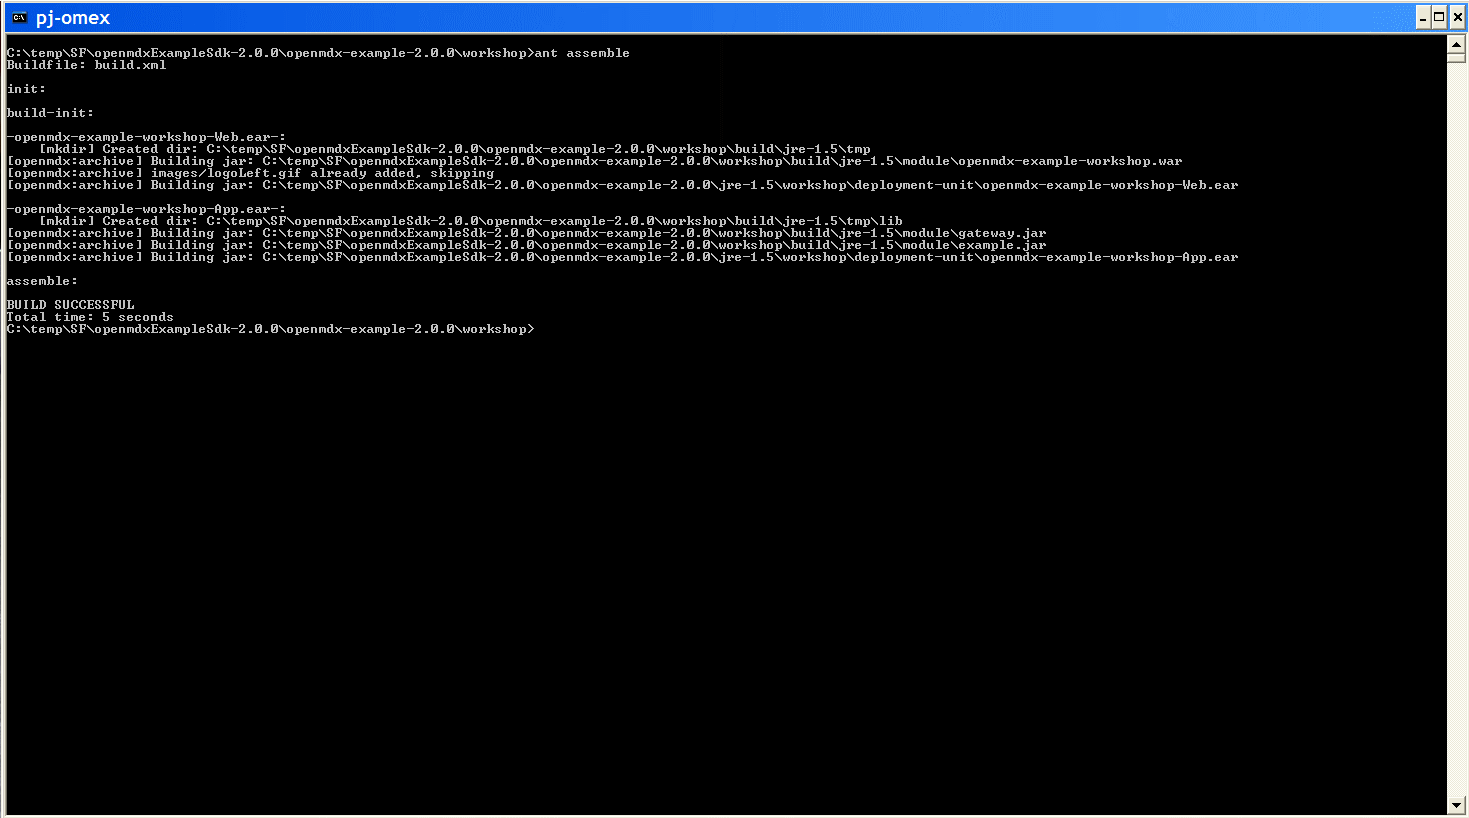 pj-omex
C:\temp\SF\openmdxExampleSdk-2.0.0\openmdx-example-2.0.0\workshop>ant assemble
Buildfile: build.xml
init:
build-init:
-openmdx-example-workshop-Web.ear-:
[mkdir] Created dir: C:\temp\SF\openmdxExampleSdk-2.0.0\openmdx-example-2.0.0\workshop\build\jre-1.5\tmp
[openmdx:archive] Building jar: C:\temp\SF\openmdxExampleSdk-2.0.0\openmdx-example-2.0.0\workshop\build\jre-1.5\module\openmdx-example-workshop.war
[openmdx:archive] images/logoLeft.gif already added, skipping
[openmdx:archive] Building jar: C:\temp\SF\openmdxExampleSdk-2.0.0\openmdx-example-2.0.0\jre-1.5\workshop\deployment-unit\openmdx-example-workshop-Web.ear
-openmdx-example-workshop-App.ear-:
[mkdir] Created dir: C:\temp\SF\openmdxExampleSdk-2.0.0\openmdx-example-2.0.0\workshop\build\jre-1.5\tmp\lib
[openmdx:archive] Building jar: C:\temp\SF\openmdxExampleSdk-2.0.0\openmdx-example-2.0.0\workshop\build\jre-1.5\module\gateway.jar
[openmdx:archive] Building jar: C:\temp\SF\openmdxExampleSdk-2.0.0\openmdx-example-2.0.0\workshop\build\jre-1.5\module\example.jar
[openmdx:archive] Building jar: C:\temp\SF\openmdxExampleSdk-2.0.0\openmdx-example-2.0.0\jre-1.5\workshop\deployment-unit\openmdx-example-workshop-App.ear
assemble:
BUILD SUCCESSFUL
Total time: 5 seconds
C:\temp\SF\openmdxExampleSdk-2.0.0\openmdx-example-2.0.0\workshop>